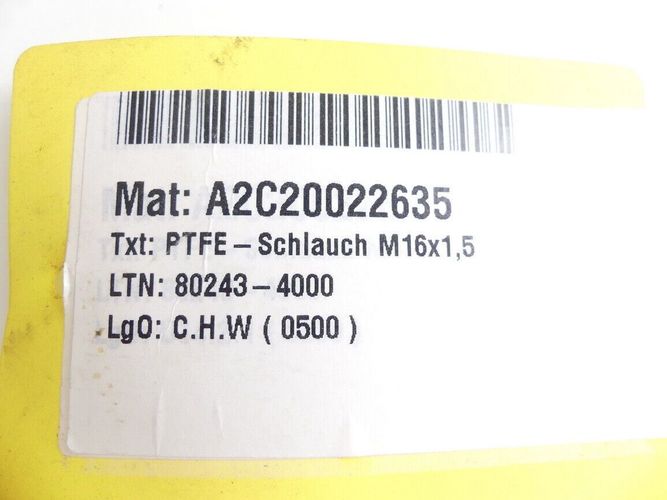 Mat: A2C20022635
Txt: PTFE-Schlauch M16x1,5
LTN: 80243-4000
LgO: C.H.W ( 0500 )